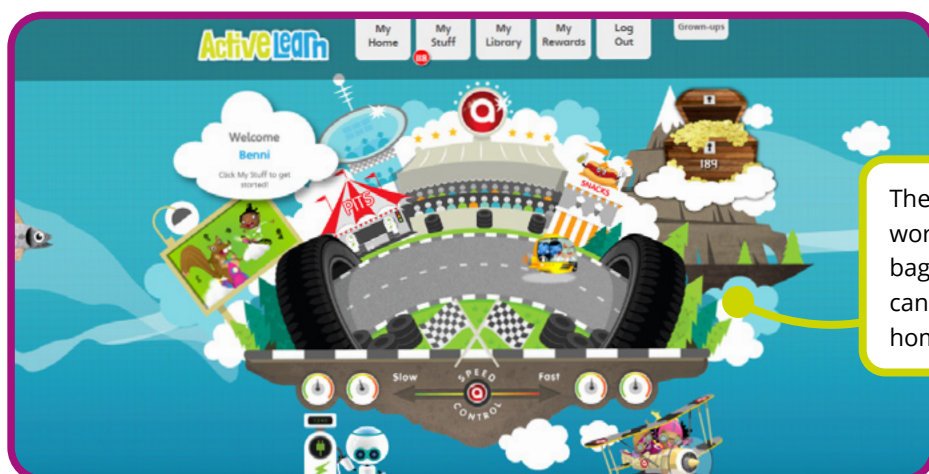 ActiveLearn
My
Home
My
Stuff
My
Library
My
Rewards
Log
Out
Grown-ups
Welcome
Benni
Click My Stuff to get
started!
PITS
SNACKS
189
Slow
SPEED
CONTROL
Fast
The
wor
bag
can
hon